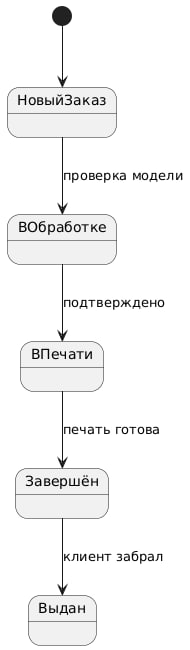 НовыйЗаказ
проверка модели
ВОбработке
подтверждено
ВПечати
печать готова
Завершён
клиент забрал
Выдан